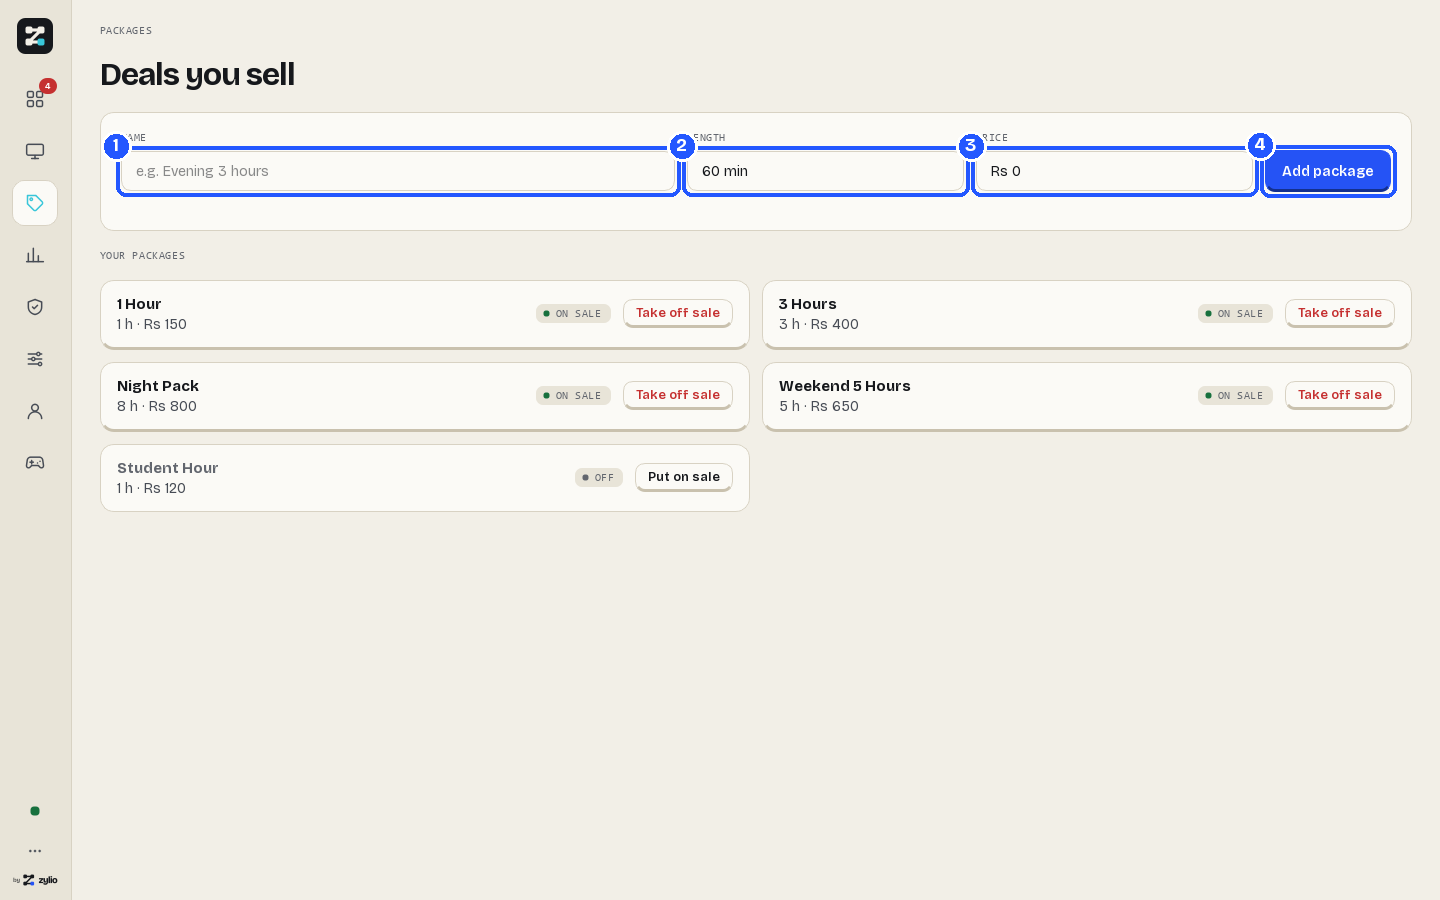 4
PACKAGES
Deals you sell
1
2
3
4
e.g. Evening 3 hours
60 min
Rs 0
Add package
YOUR PACKAGES
1 Hour
1 h · Rs 150
ON SALE
Take off sale
3 Hours
3 h · Rs 400
ON SALE
Take off sale
Night Pack
8 h · Rs 800
ON SALE
Take off sale
Weekend 5 Hours
5 h · Rs 650
ON SALE
Take off sale
Student Hour
1 h · Rs 120
OFF
Put on sale
by zylio